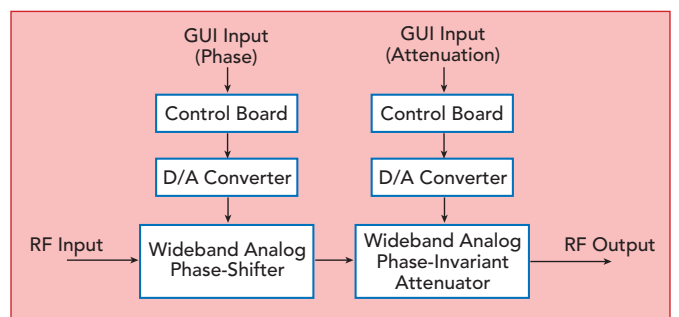 GUI Input
(Phase)
GUI Input
(Attenuation)
Control Board
Control Board
D/A Converter
D/A Converter
RF Input
Wideband Analog
Phase-Shifter
Wideband Analog
Phase-Invariant
Attenuator
RF Output